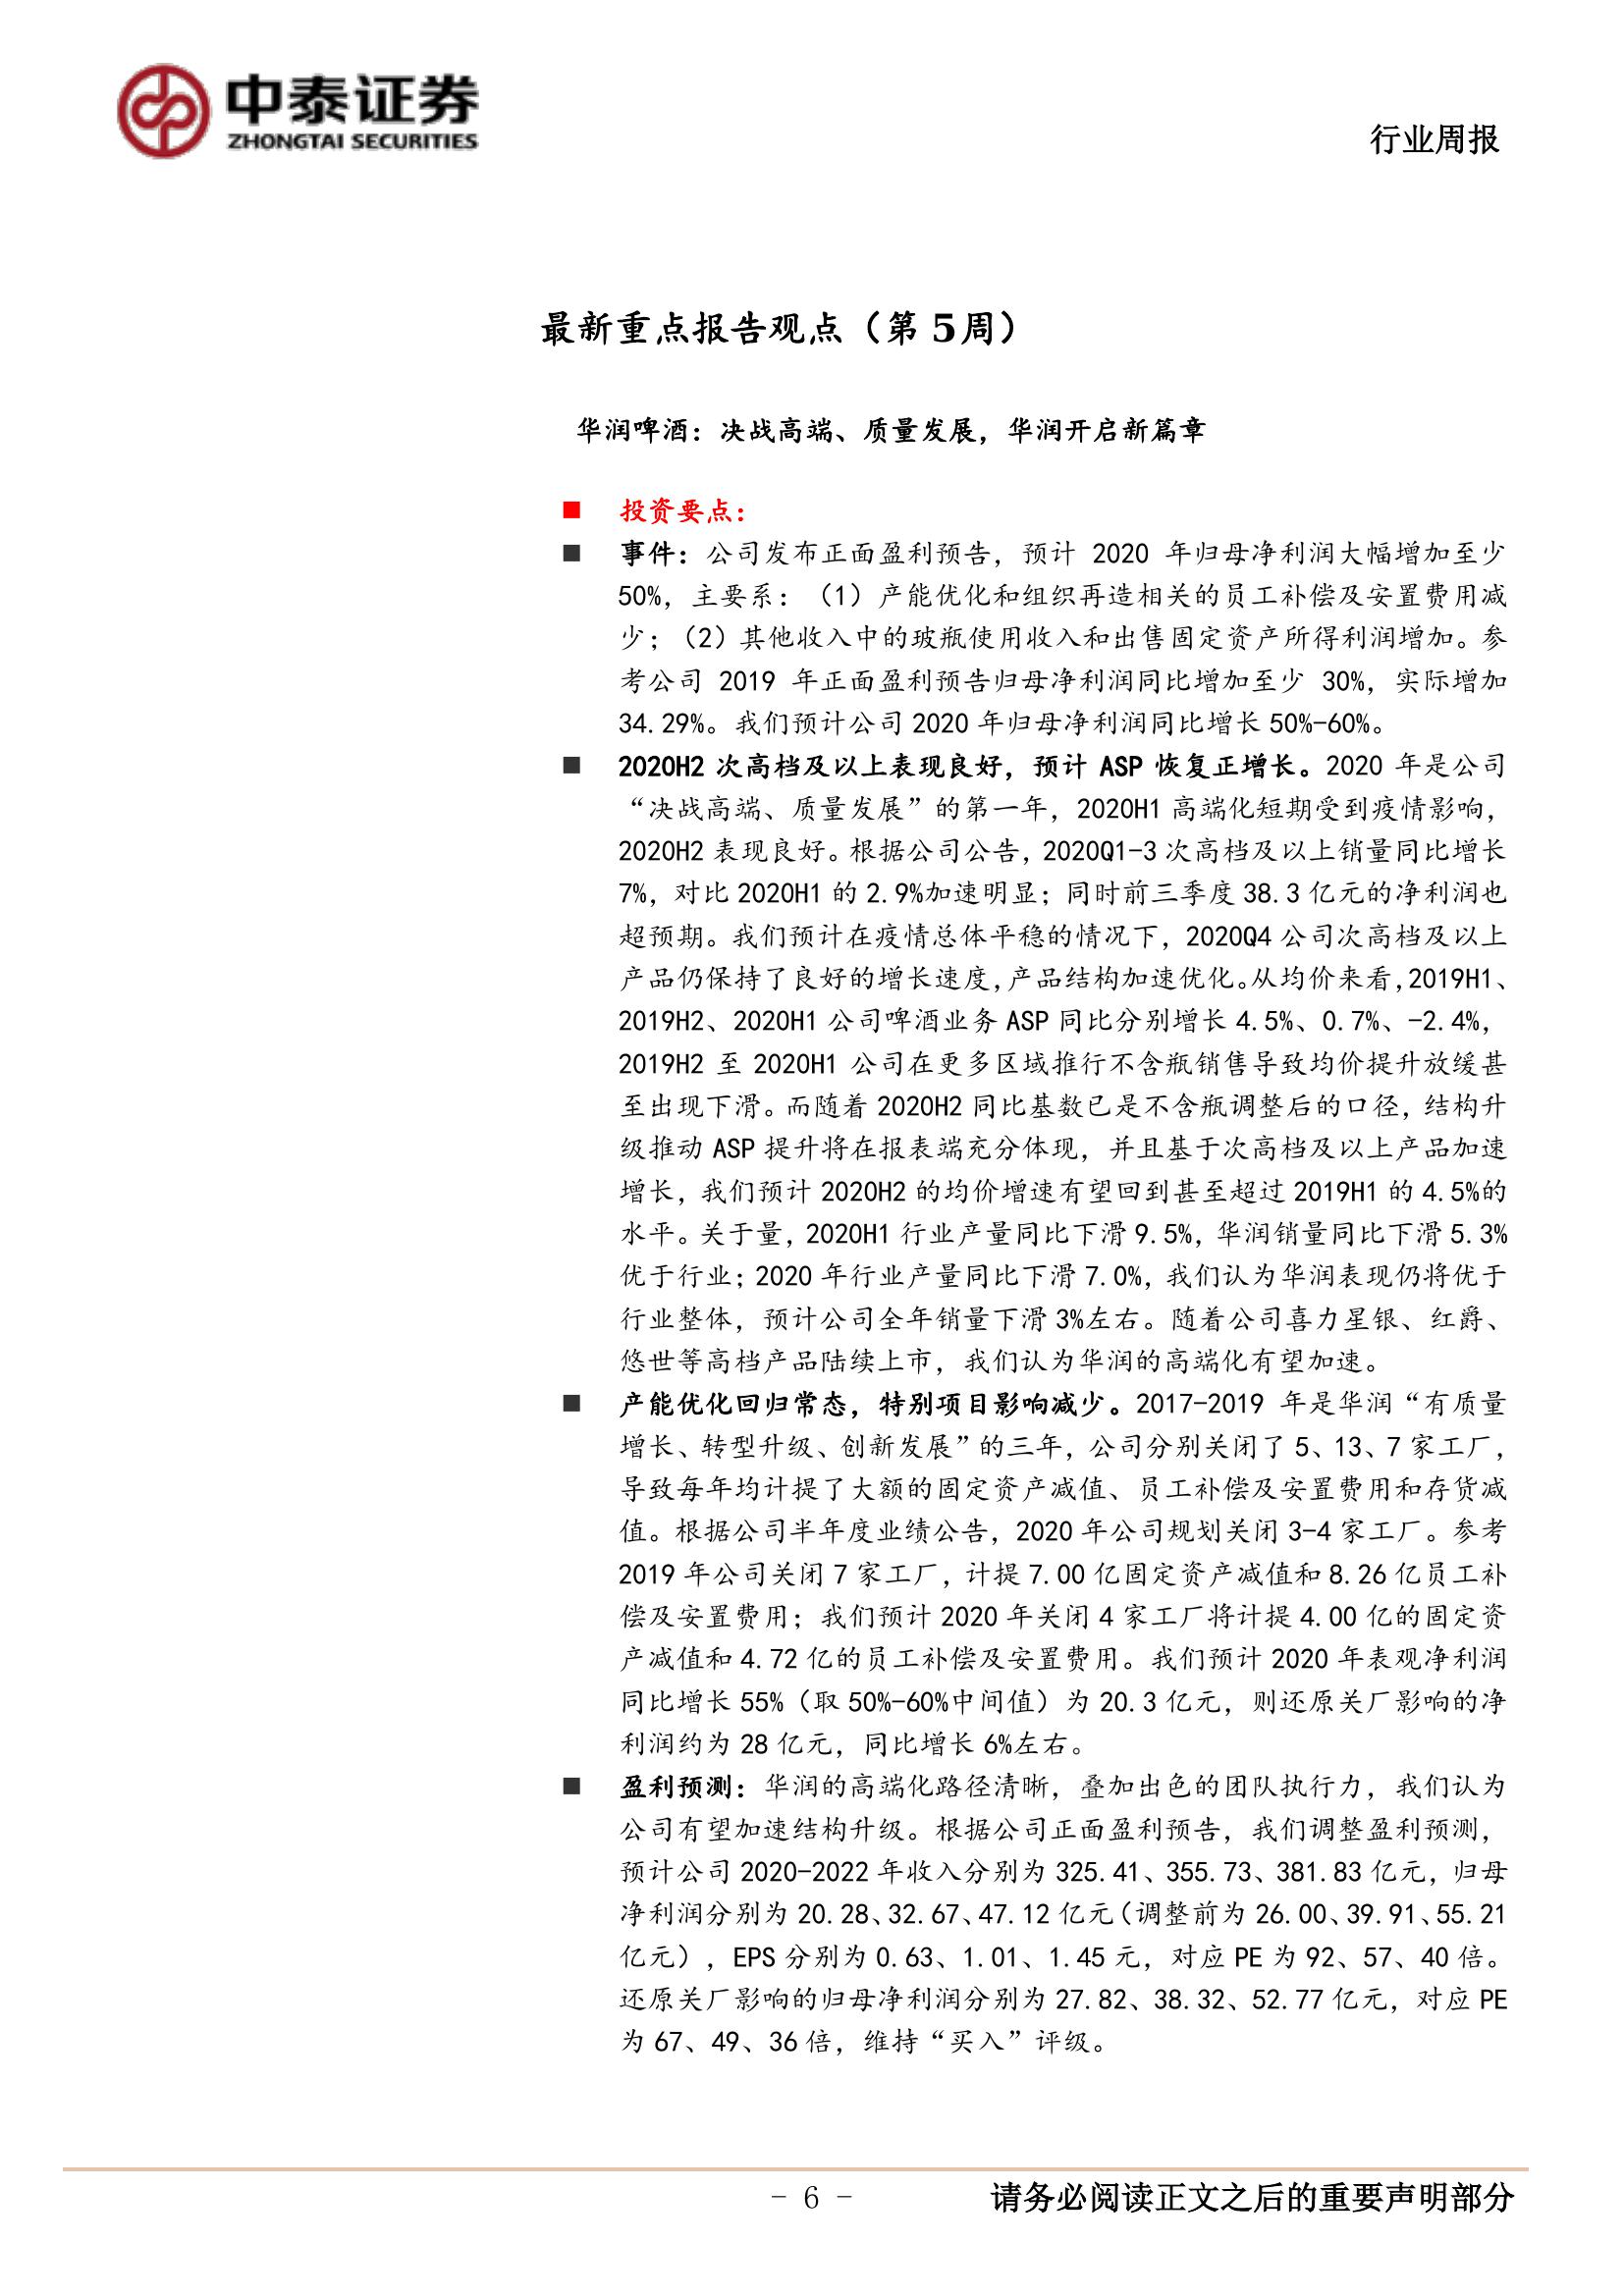 中泰证券
ZHONGTAI SECURITIES
行业周报
最新重点报告观点（第 5周）
华润啤酒：决战高端、质量发展，华润开启新篇章
■ 投资要点：
■ 事件：公司发布正面盈利预告，预计 2020 年归母净利润大幅增加至少
50%，主要系：（1）产能优化和组织再造相关的员工补偿及安置费用减
少；（2）其他收入中的玻瓶使用收入和出售固定资产所得利润增加。参
考公司 2019 年正面盈利预告归母净利润同比增加至少 30%，实际增加
34.29%。我们预计公司 2020 年归母净利润同比增长 50%-60%。
■ 2020H2 次高档及以上表现良好，预计 ASP 恢复正增长。2020 年是公司
“决战高端、质量发展”的第一年，2020H1 高端化短期受到疫情影响，
2020H2 表现良好。根据公司公告，2020Q1-3 次高档及以上销量同比增长
7%，对比 2020H1 的 2.9%加速明显；同时前三季度 38.3 亿元的净利润也
超预期。我们预计在疫情总体平稳的情况下，2020Q4 公司次高档及以上
产品仍保持了良好的增长速度，产品结构加速优化。从均价来看，2019H1、
2019H2、2020H1 公司啤酒业务 ASP 同比分别增长 4.5%、0.7%、-2.4%，
2019H2 至 2020H1 公司在更多区域推行不含瓶销售导致均价提升放缓甚
至出现下滑。而随着 2020H2 同比基数已是不含瓶调整后的口径，结构升
级推动 ASP 提升将在报表端充分体现，并且基于次高档及以上产品加速
增长，我们预计 2020H2 的均价增速有望回到甚至超过 2019H1 的 4.5%的
水平。关于量，2020H1 行业产量同比下滑 9.5%，华润销量同比下滑 5.3%
优于行业；2020 年行业产量同比下滑 7.0%，我们认为华润表现仍将优于
行业整体，预计公司全年销量下滑 3%左右。随着公司喜力星银、红爵、
悠世等高档产品陆续上市，我们认为华润的高端化有望加速。
■ 产能优化回归常态，特别项目影响减少。2017-2019 年是华润“有质量
增长、转型升级、创新发展”的三年，公司分别关闭了 5、13、7 家工厂，
导致每年均计提了大额的固定资产减值、员工补偿及安置费用和存货减
值。根据公司半年度业绩公告，2020 年公司规划关闭 3-4 家工厂。参考
2019 年公司关闭 7 家工厂，计提 7.00 亿固定资产减值和 8.26 亿员工补
偿及安置费用；我们预计 2020 年关闭 4 家工厂将计提 4.00 亿的固定资
产减值和 4.72 亿的员工补偿及安置费用。我们预计 2020 年表观净利润
同比增长 55%（取 50%-60%中间值）为 20.3 亿元，则还原关厂影响的净
利润约为 28 亿元，同比增长 6%左右。
■ 盈利预测：华润的高端化路径清晰，叠加出色的团队执行力，我们认为
公司有望加速结构升级。根据公司正面盈利预告，我们调整盈利预测，
预计公司 2020-2022 年收入分别为 325.41、355.73、381.83 亿元，归母
净利润分别为 20.28、32.67、47.12 亿元（调整前为 26.00、39.91、55.21
亿元），EPS 分别为 0.63、1.01、1.45 元，对应 PE 为 92、57、40 倍。
还原关厂影响的归母净利润分别为 27.82、38.32、52.77 亿元，对应 PE
为 67、49、36 倍，维持“买入”评级。
- 6 -
请务必阅读正文之后的重要声明部分